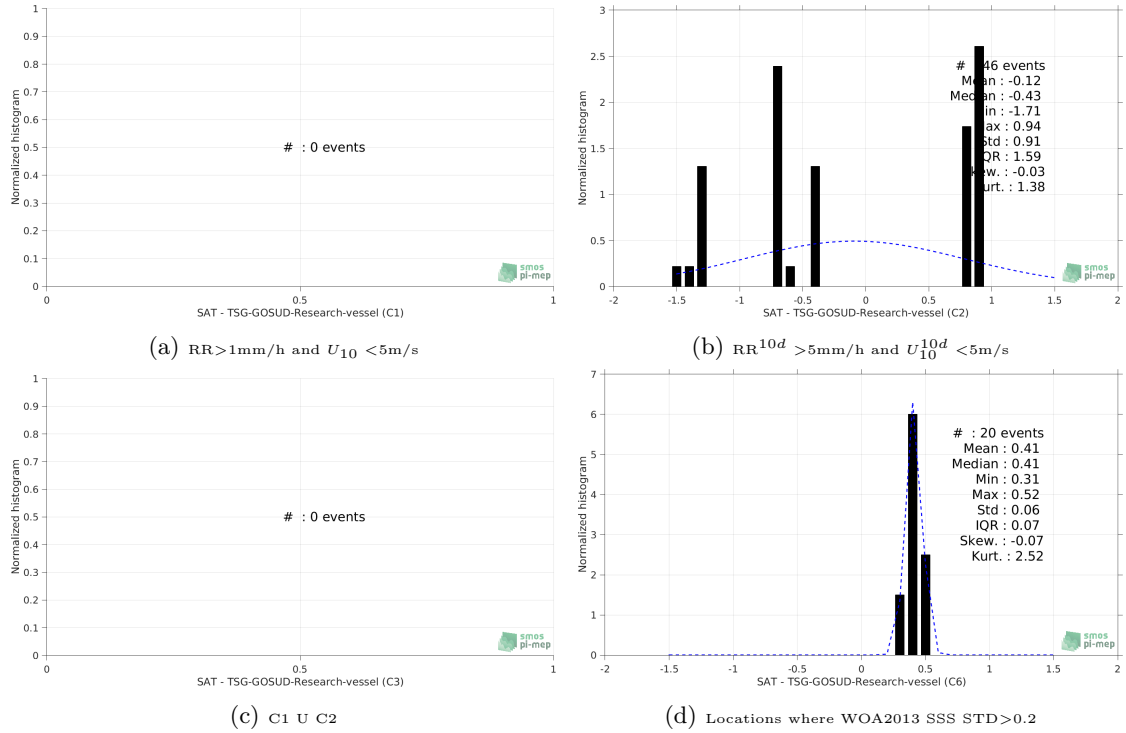 1
0.9
0.8
0.7
0.6
0.5
0.4
0.3
0.2
0.1
0
Normalized histogram
# : 0 events
smos
pi-mep
0 0.5 1
SAT - TSG-GOSUD-Research-vessel (C1)
(a) RR>1mm/h and U10 <5m/s
3
2.5
2
1.5
1
0.5
0
Normalized histogram
# 46 events
Mean : -0.12
Median : -0.43
in : -1.71
ax : 0.94
Std : 0.91
QR : 1.59
ew. : -0.03
urt. : 1.38
smos
pi-mep
-2 -1.5 -1 -0.5 0 0.5 1 1.5 2
SAT - TSG-GOSUD-Research-vessel (C2)
(b) RR10d >5mm/h and U10 10d <5m/s
1
0.9
0.8
0.7
0.6
0.5
0.4
0.3
0.2
0.1
0
Normalized histogram
# : 0 events
smos
pi-mep
0 0.5 1
SAT - TSG-GOSUD-Research-vessel (C3)
(c) C1 U C2
7
6
5
4
3
2
1
0
Normalized histogram
# : 20 events
Mean : 0.41
Median : 0.41
Min : 0.31
Max : 0.52
Std : 0.06
IQR : 0.07
Skew. : -0.07
Kurt. : 2.52
smos
pi-mep
-2 -1.5 -1 -0.5 0 0.5 1 1.5 2
SAT - TSG-GOSUD-Research-vessel (C6)
(d) Locations where WOA2013 SSS STD>0.2